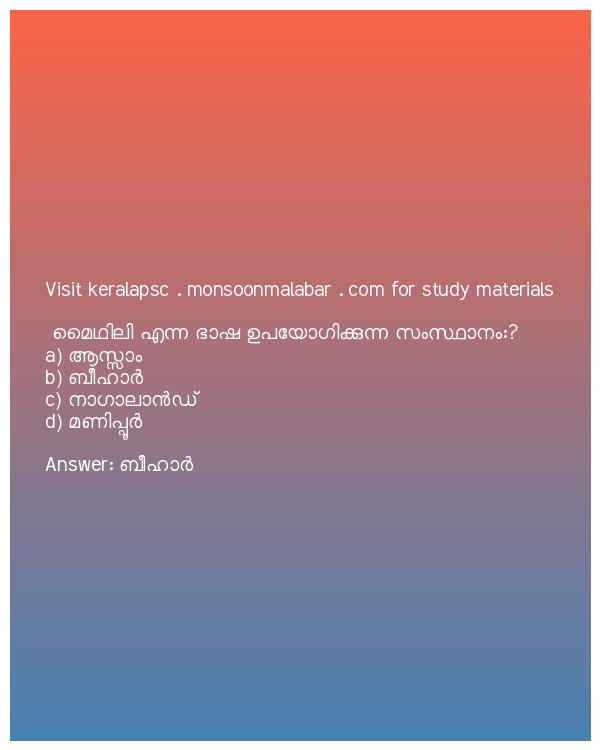 Visit keralapsc . monsoonmalabar . com for study materials
മൈഥിലി എന്ന ഭാഷ ഉപയോഗിക്കുന്ന സംസ്ഥാനം:?
a) ആസ്സാം
b) ബീഹാർ
c) നാഗാലാൻഡ്
d) മണിപ്പൂർ
Answer: ബീഹാർ